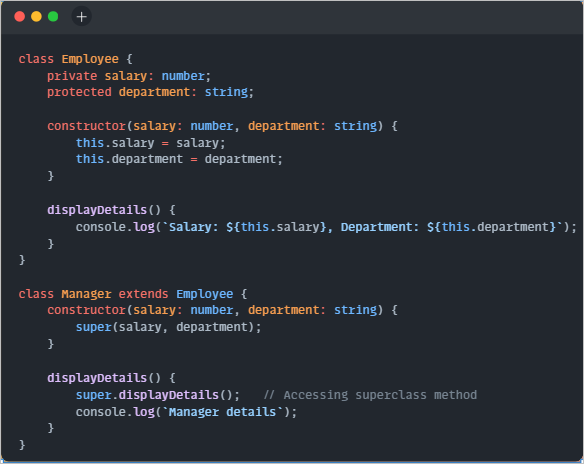 class Employee {
    private salary: number;
    protected department: string;

    constructor(salary: number, department: string) {
        this.salary = salary;
        this.department = department;
    }

    displayDetails() {
        console.log(`Salary: ${this.salary}, Department: ${this.department}`);
    }
}

class Manager extends Employee {
    constructor(salary: number, department: string) {
        super(salary, department);
    }

    displayDetails() {
        super.displayDetails();   // Accessing superclass method
        console.log(`Manager details`);
    }
}